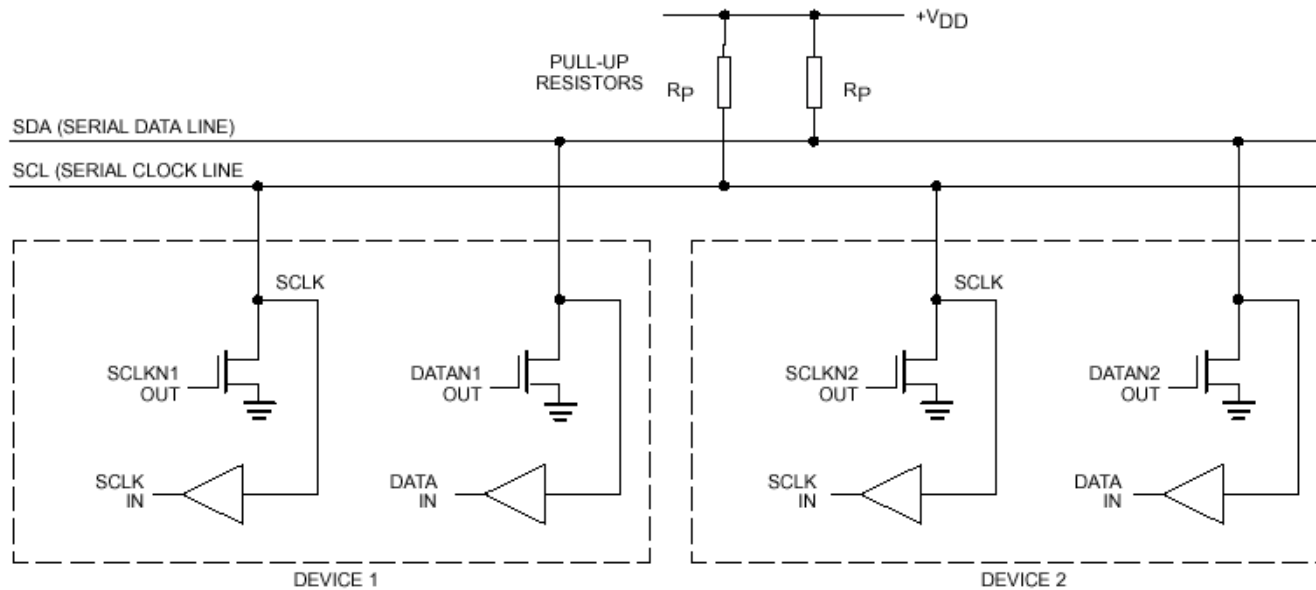 +VDD
PULL-UP
RESISTORS
RP
RP
SDA (SERIAL DATA LINE)
SCL (SERIAL CLOCK LINE
SCLK
SCLKN1
OUT
DATAN1
OUT
SCLK
IN
DATA
IN
DEVICE 1
SCLK
SCLKN2
OUT
DATAN2
OUT
SCLK
IN
DATA
IN
DEVICE 2